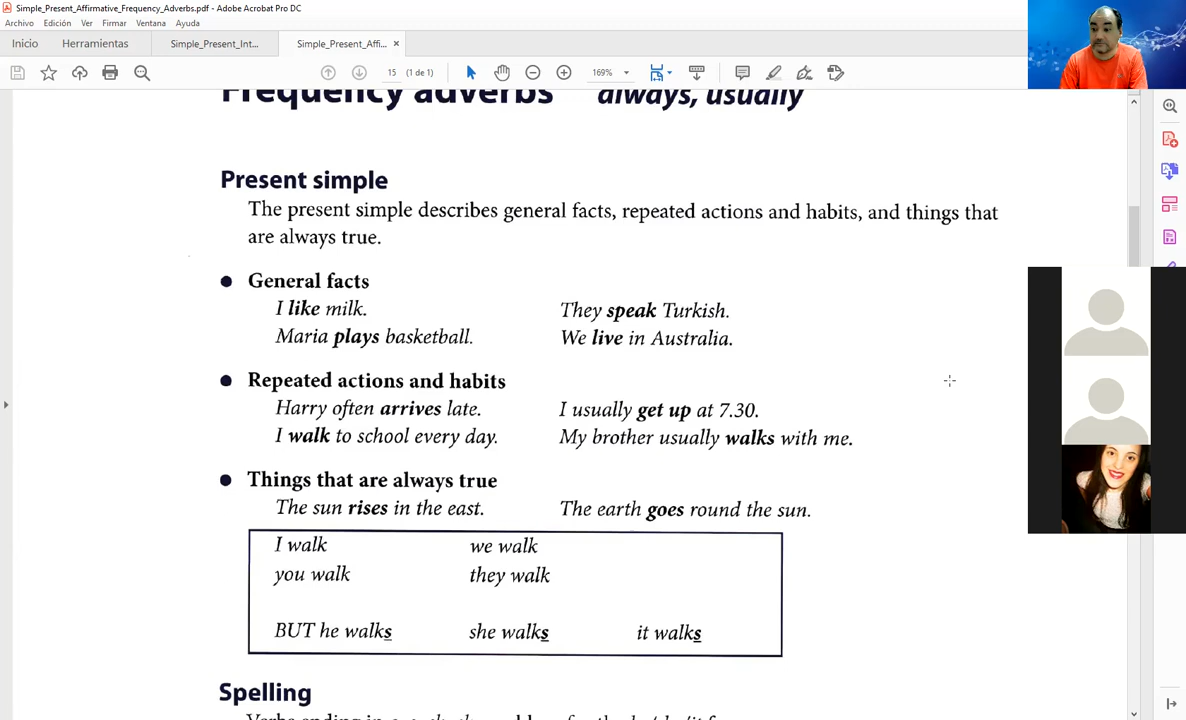 Simple_Present_Affirmative_Frequency_Adverbs.pdf - Adobe Acrobat Pro DC
Archivo Edición Ver Firmar Ventana Ayuda
Inicio Herramientas Simple_Present_Int... Simple_Present_Affi... ×
15 (1 de 1) 169%
Frequency adverbs always, usually
Present simple
The present simple describes general facts, repeated actions and habits, and things that
are always true.
● General facts
I like milk. They speak Turkish.
Maria plays basketball. We live in Australia.
● Repeated actions and habits
Harry often arrives late. I usually get up at 7.30.
I walk to school every day. My brother usually walks with me.
● Things that are always true
The sun rises in the east. The earth goes round the sun.
I walk we walk
you walk they walk
BUT he walks she walks it walks
Spelling
Verbs ending in